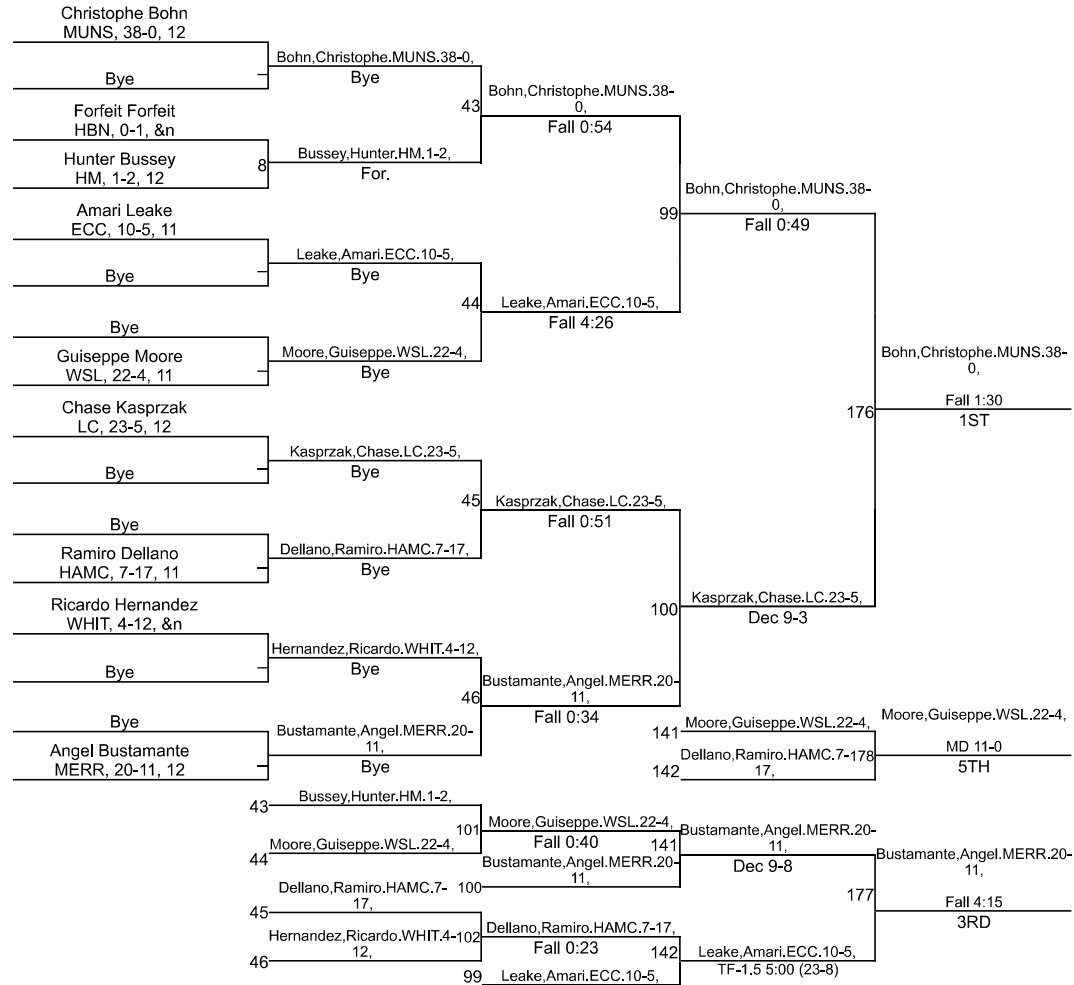 Christophe Bohn
MUNS, 38-0, 12
Bye
Forfeit Forfeit
HBN, 0-1, &n
Hunter Bussey
HM, 1-2, 12
Amari Leake
ECC, 10-5, 11
Bye
Bye
Guiseppe Moore
WSL, 22-4, 11
Chase Kasprzak
LC, 23-5, 12
Bye
Bye
Ramiro Dellano
HAMC, 7-17, 11
Ricardo Hernandez
WHIT, 4-12, &n
Bye
Bye
Angel Bustamante
MERR, 20-11, 12
Bohn,Christophe.MUNS.38-0,
Bye
8
Bussey,Hunter.HM.1-2,
For.
Leake,Amari.ECC.10-5,
Bye
Moore,Guiseppe.WSL.22-4,
Bye
Kasprzak,Chase.LC.23-5,
Bye
Dellano,Ramiro.HAMC.7-17,
Bye
Hernandez,Ricardo.WHIT.4-12,
Bye
Bustamante,Angel.MERR.20-
11,
Bye
43
Bohn,Christophe.MUNS.38-
0,
Fall 0:54
44
Leake,Amari.ECC.10-5,
Fall 4:26
45
Kasprzak,Chase.LC.23-5,
Fall 0:51
46
Bustamante,Angel.MERR.20-
11,
Fall 0:34
99
Bohn,Christophe.MUNS.38-
0,
Fall 0:49
100
Kasprzak,Chase.LC.23-5,
Dec 9-3
176
Bohn,Christophe.MUNS.38-
0,
Fall 1:30
1ST
141
Moore,Guiseppe.WSL.22-4,
142
Dellano,Ramiro.HAMC.7-
17,
178
Moore,Guiseppe.WSL.22-4,
MD 11-0
5TH
43
Bussey,Hunter.HM.1-2,
44
Moore,Guiseppe.WSL.22-4,
101
Moore,Guiseppe.WSL.22-4,
Fall 0:40
100
Bustamante,Angel.MERR.20-
11,
141
Bustamante,Angel.MERR.20-
11,
Dec 9-8
45
Dellano,Ramiro.HAMC.7-
17,
46
Hernandez,Ricardo.WHIT.4-
12,
102
Dellano,Ramiro.HAMC.7-17,
Fall 0:23
99
Leake,Amari.ECC.10-5,
142
Leake,Amari.ECC.10-5,
TF-1.5 5:00 (23-8)
177
Bustamante,Angel.MERR.20-
11,
Fall 4:15
3RD